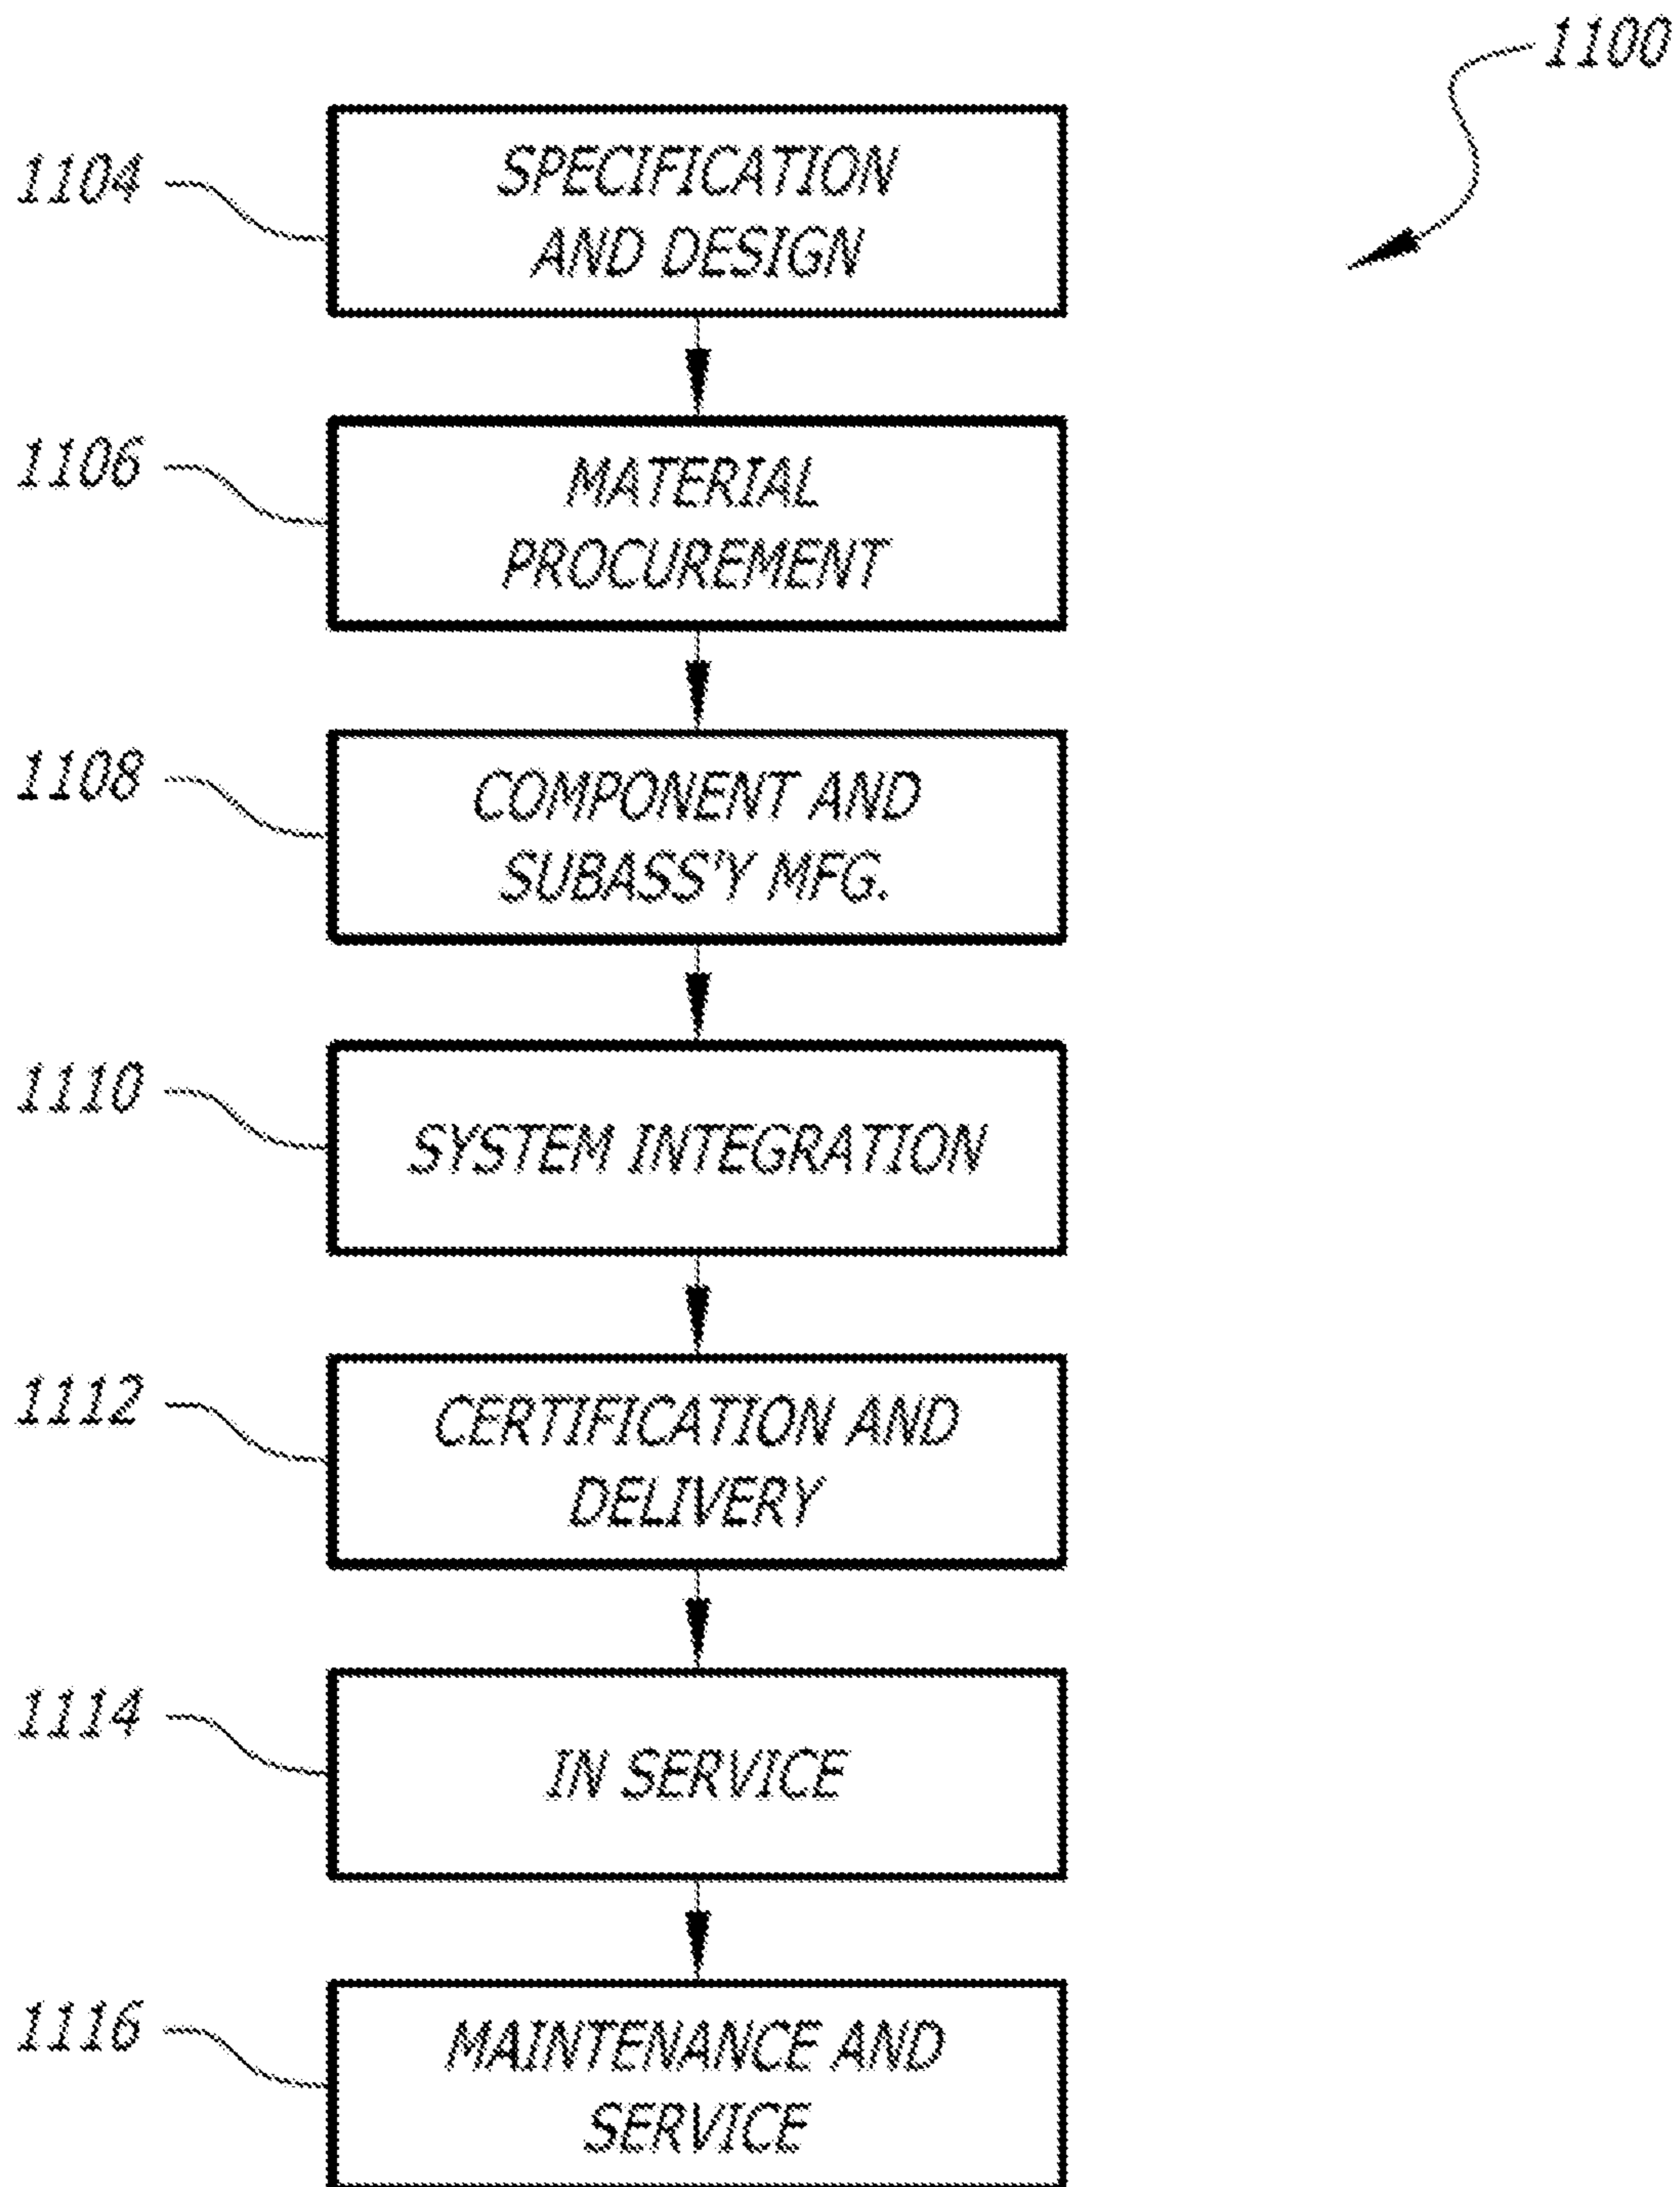 1100
1104
SPECIFICATION
AND DESIGN
1106
MATERIAL
PROCUREMENT
1108
COMPONENT AND
SUBASS'Y MFG.
1110
SYSTEM INTEGRATION
1112
CERTIFICATION AND
DELIVERY
1114
IN SERVICE
1116
MAINTENANCE AND
SERVICE